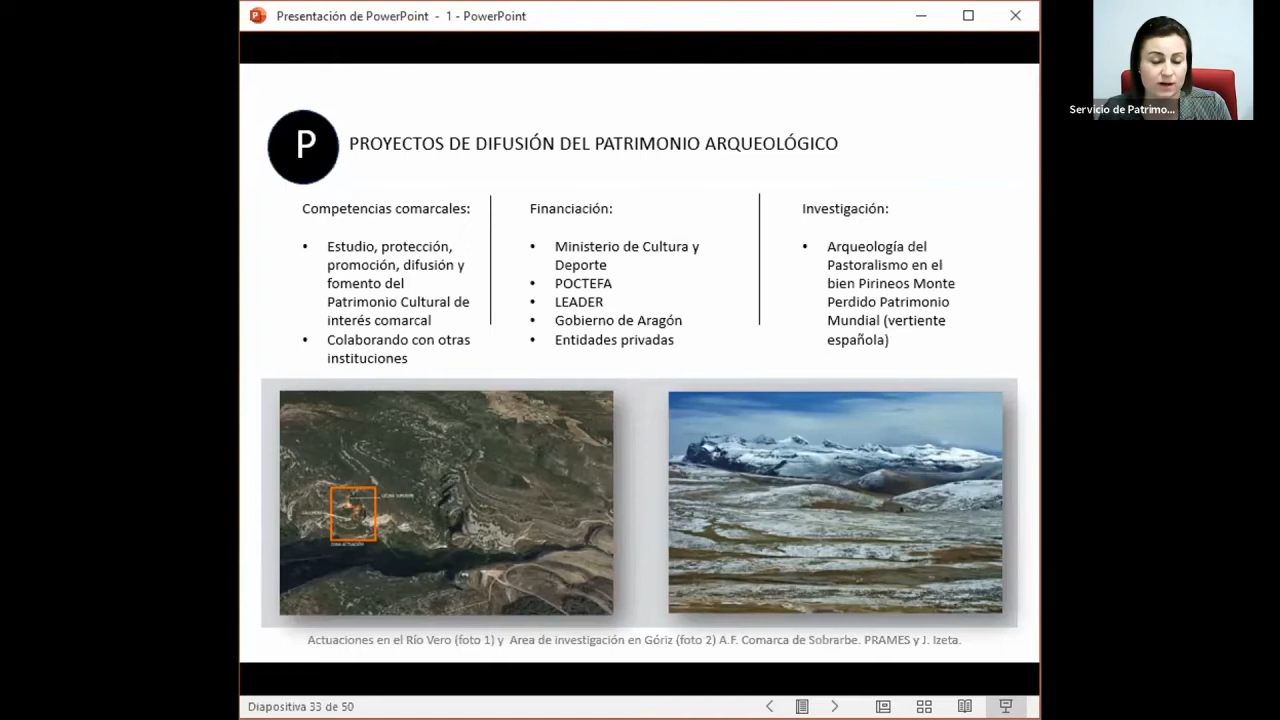 Presentación de PowerPoint - 1 - PowerPoint
Servicio de Patrimo...
P
PROYECTOS DE DIFUSIÓN DEL PATRIMONIO ARQUEOLÓGICO
Competencias comarcales:
• Estudio, protección,
promoción, difusión y
fomento del
Patrimonio Cultural de
interés comarcal
• Colaborando con otras
instituciones
Financiación:
• Ministerio de Cultura y
Deporte
• POCTEFA
• LEADER
• Gobierno de Aragón
• Entidades privadas
Investigación:
• Arqueología del
Pastoralismo en el
bien Pirineos Monte
Perdido Patrimonio
Mundial (vertiente
española)
Actuaciones en el Río Vero (foto 1) y Area de investigación en Góriz (foto 2) A.F. Comarca de Sobrarbe. PRAMES y J. Izeta.
Diapositiva 33 de 50